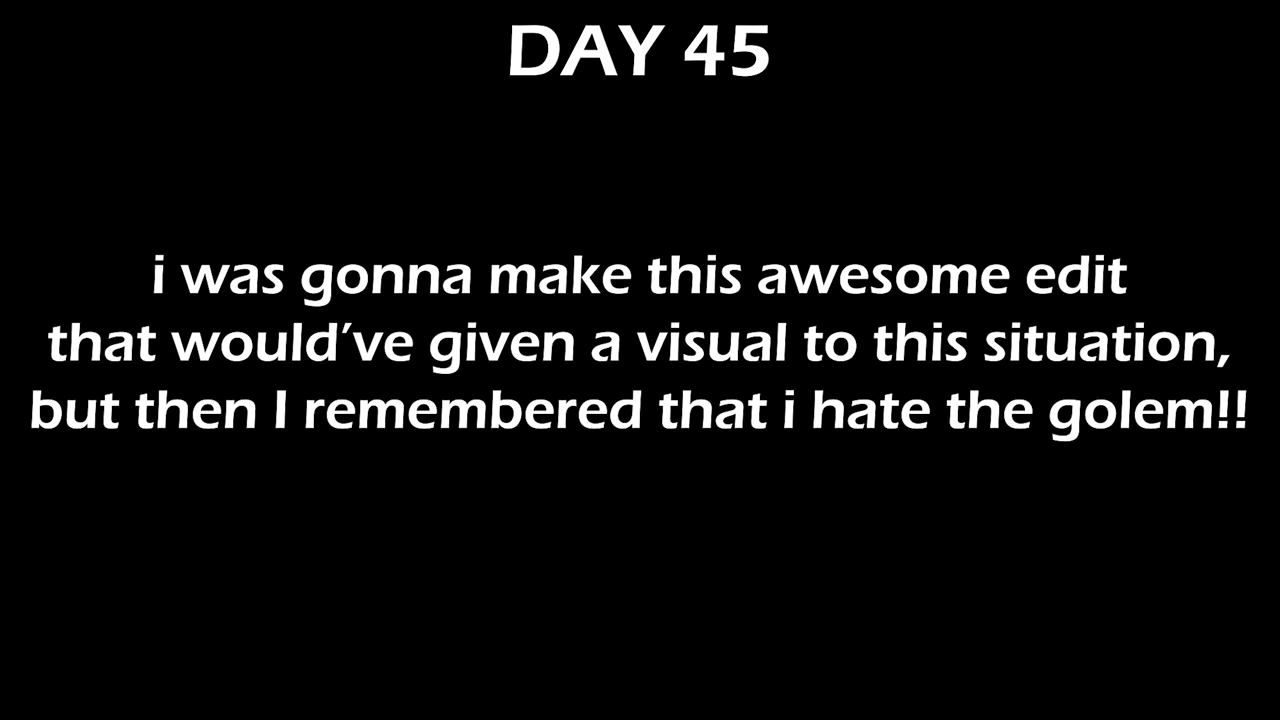 DAY 45
i was gonna make this awesome edit
that would’ve given a visual to this situation,
but then I remembered that i hate the golem!!